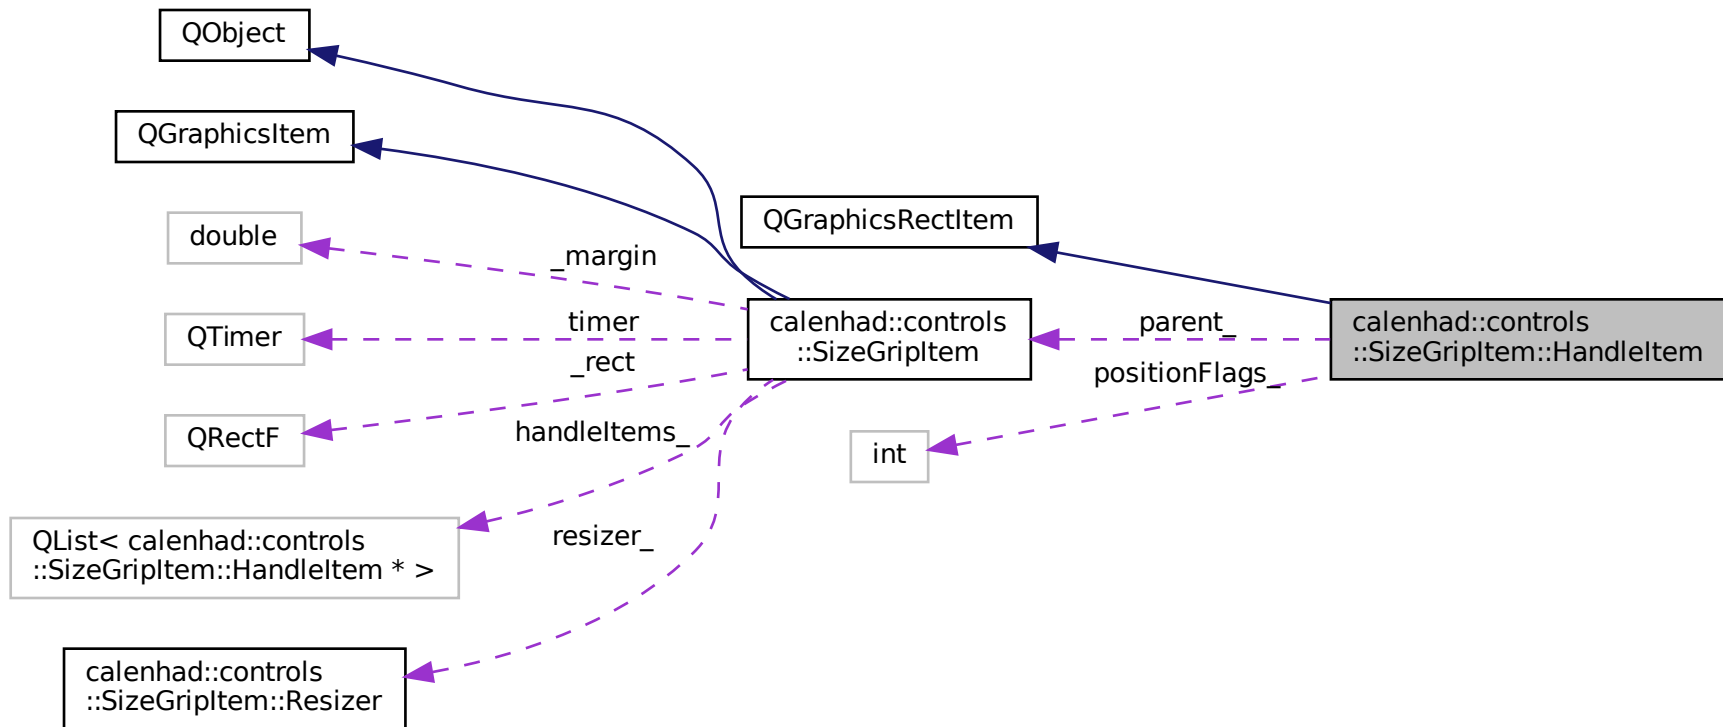 QObject
QGraphicsItem
QGraphicsRectItem
double
_margin
QTimer
timer
calenhad::controls
::SizeGripItem
parent_
calenhad::controls
::SizeGripItem::HandleItem
_rect
positionFlags_
QRectF
handleItems_
int
QList< calenhad::controls
::SizeGripItem::HandleItem * >
resizer_
calenhad::controls
::SizeGripItem::Resizer